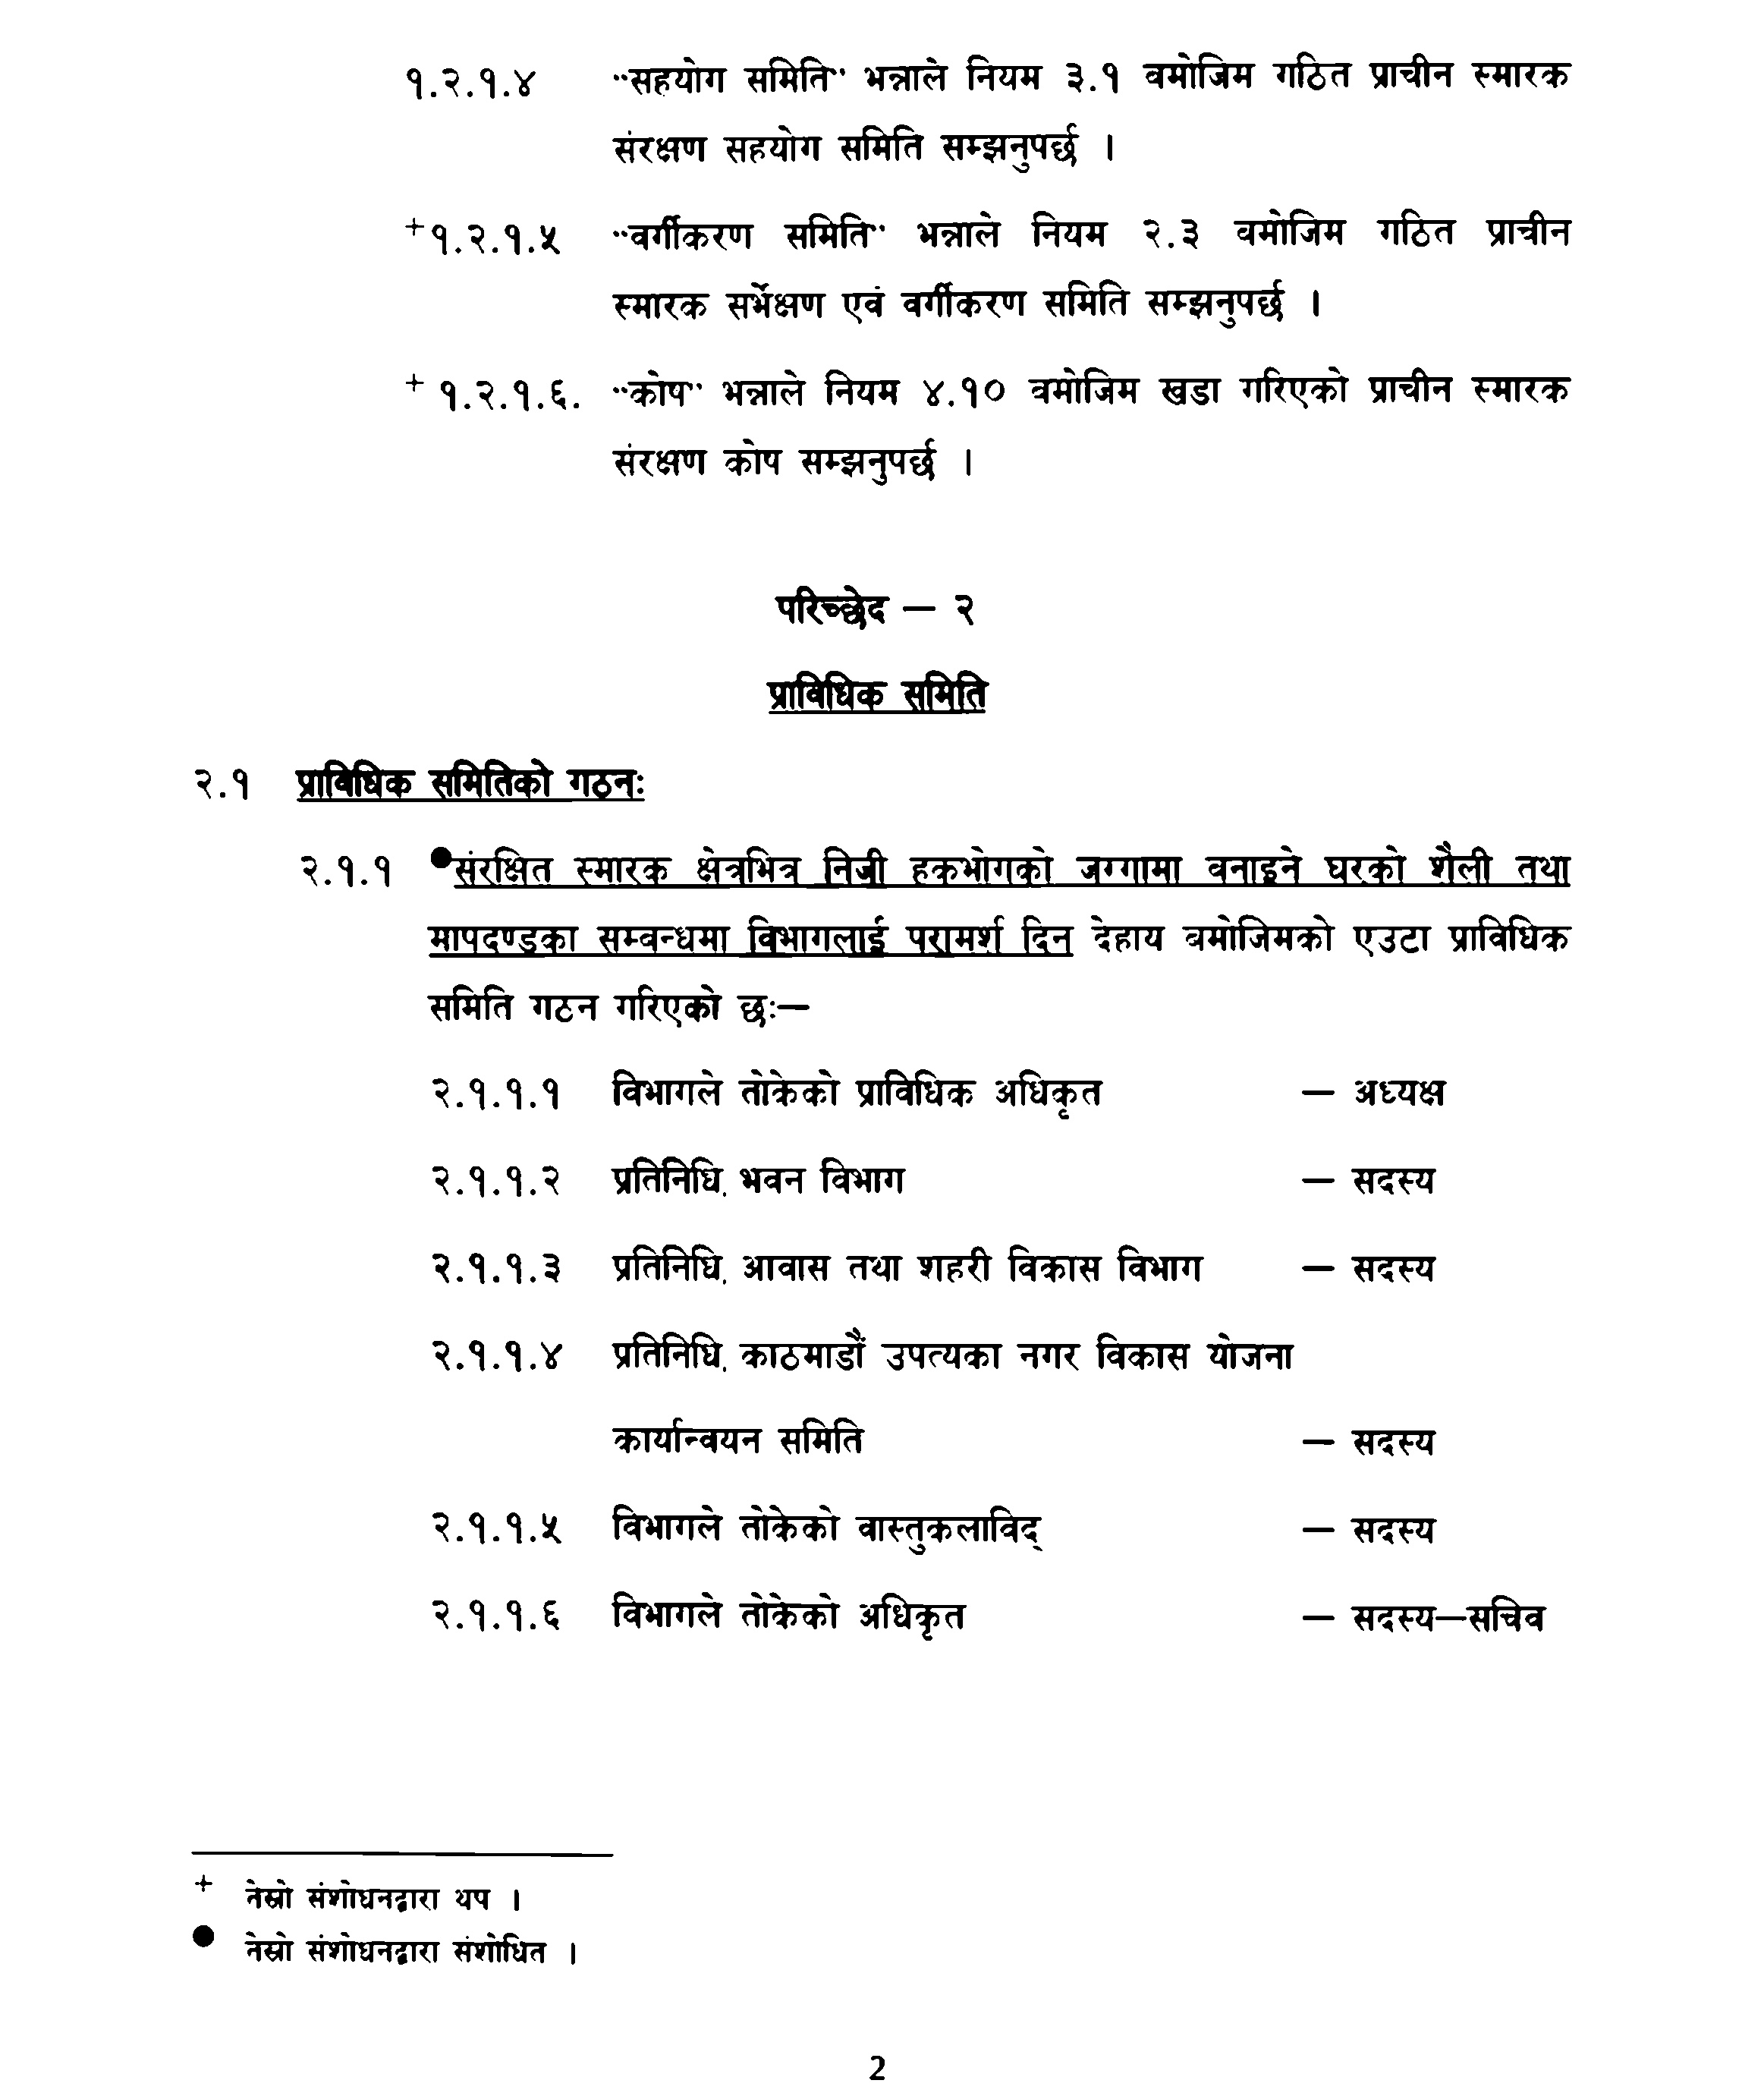 १.२.१.४ "सहयोग समिति" भन्नाले नियम ३.१ वमोजिम गठित प्राचीन स्मारक
संरक्षण सहयोग समिति सम्झनुपर्छ ।
+१.२.१.५ "वर्गीकरण समिति" भन्नाले नियम २.३ वमोजिम गठित प्राचीन
स्मारक सर्भेक्षण एवं वर्गीकरण समिति सम्झनुपर्छ ।
+ १.२.१.६. "कोष" भन्नाले नियम ४.१० वमोजिम खडा गरिएको प्राचीन स्मारक
संरक्षण कोष सम्झनुपर्छ ।
परिच्छेद – २
प्राविधिक समिति
२.१ प्राविधिक समितिको गठनः
२.१.१ ●संरक्षित स्मारक क्षेत्रभित्र निजी हकभोगको जग्गामा वनाइने घरको शैली तथा
मापदण्डका सम्वन्धमा विभागलाई परामर्श दिन देहाय वमोजिमको एउटा प्राविधिक
समिति गठन गरिएको छः–
२.१.१.१ विभागले तोकेको प्राविधिक अधिकृत – अध्यक्ष
२.१.१.२ प्रतिनिधि, भवन विभाग – सदस्य
२.१.१.३ प्रतिनिधि, आवास तथा शहरी विकास विभाग – सदस्य
२.१.१.४ प्रतिनिधि, काठमाडौं उपत्यका नगर विकास योजना
कार्यान्वयन समिति – सदस्य
२.१.१.५ विभागले तोकेको वास्तुकलाविद् – सदस्य
२.१.१.६ विभागले तोकेको अधिकृत – सदस्य–सचिव
+ तेस्रो संशोधनद्वारा थप ।
● तेस्रो संशोधनद्वारा संशोधित ।
2